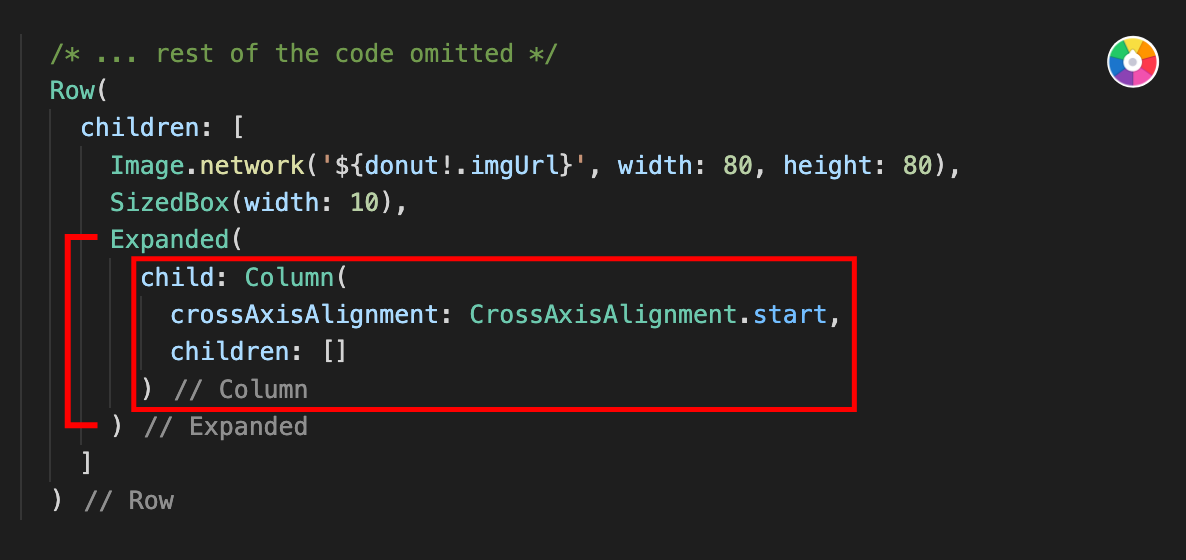 /* ... rest of the code omitted */
Row(
children: [
Image.network('${donut!.imgUrl}', width: 80, height: 80),
SizedBox(width: 10),
Expanded(
child: Column(
crossAxisAlignment: CrossAxisAlignment.start,
children: []
) // Column
) // Expanded
]
) // Row